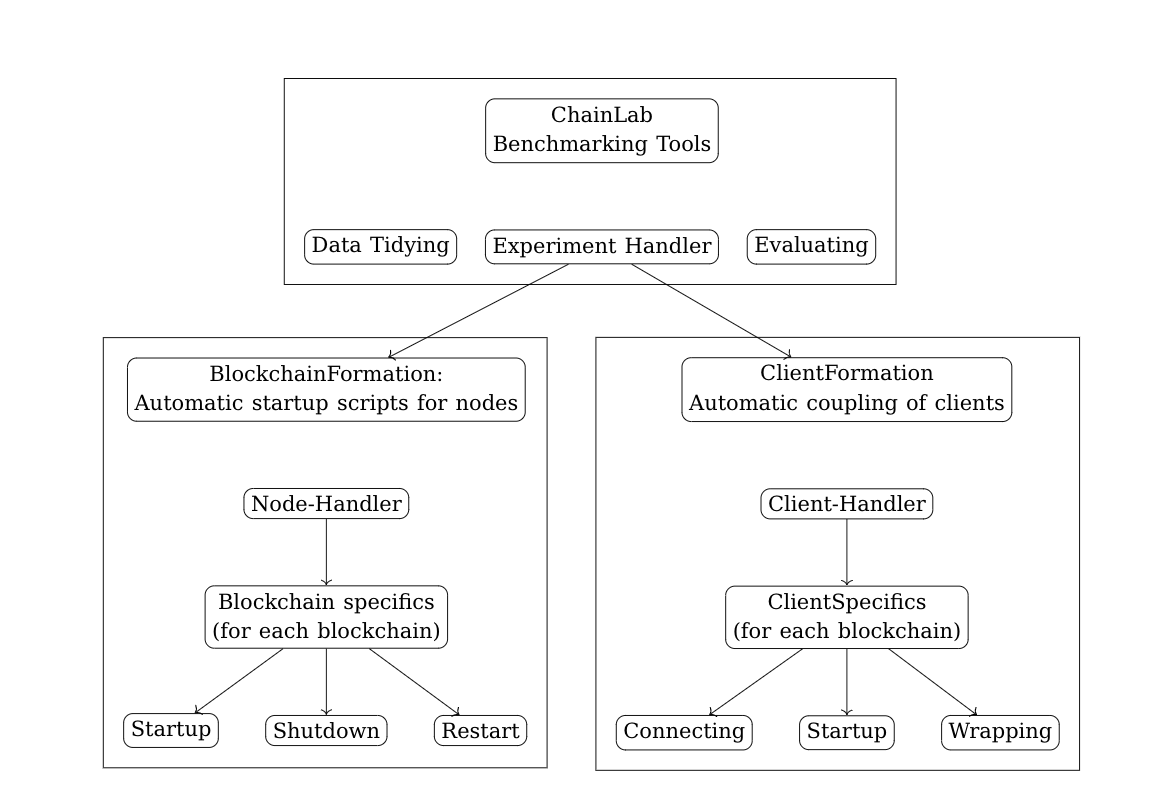 ChainLab
Benchmarking Tools
Data Tidying
Experiment Handler
Evaluating
BlockchainFormation:
Automatic startup scripts for nodes
Node-Handler
Blockchain specifics
(for each blockchain)
Startup
Shutdown
Restart
ClientFormation
Automatic coupling of clients
Client-Handler
ClientSpecifics
(for each blockchain)
Connecting
Startup
Wrapping